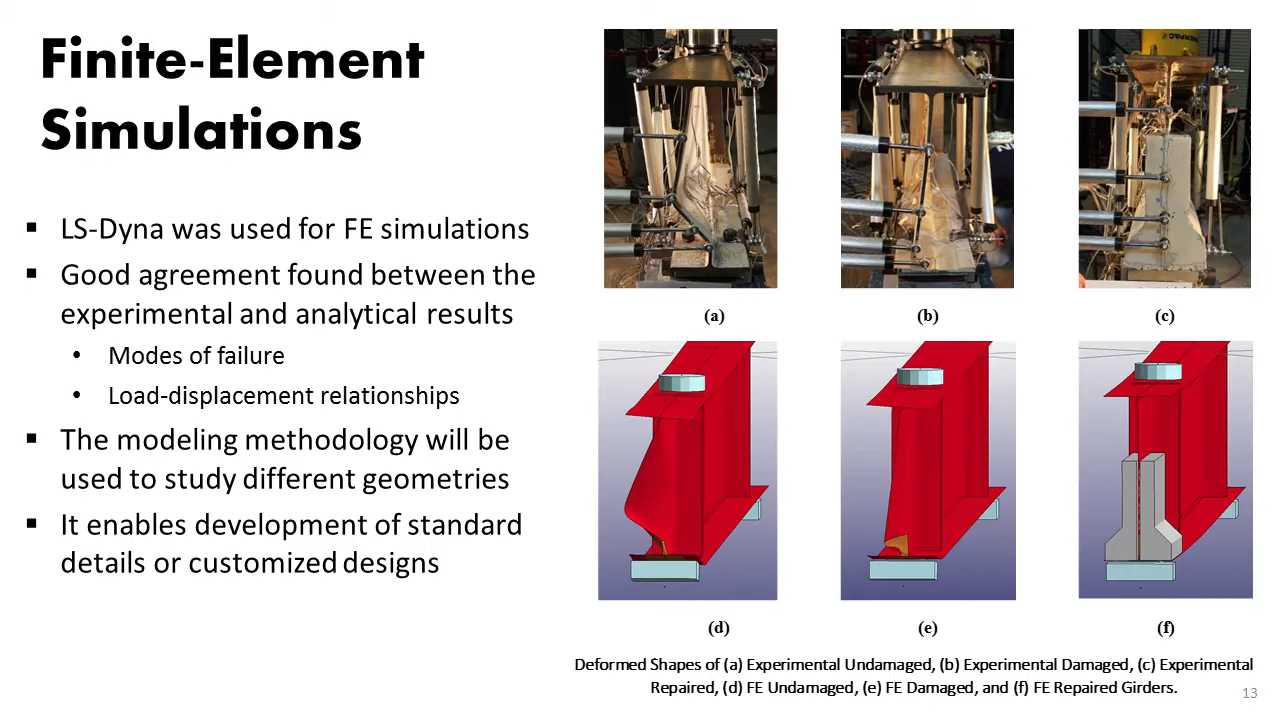 Finite-Element
Simulations
▪ LS-Dyna was used for FE simulations
▪ Good agreement found between the
experimental and analytical results
• Modes of failure
• Load-displacement relationships
▪ The modeling methodology will be
used to study different geometries
▪ It enables development of standard
details or customized designs
(a)
(b)
(c)
(d)
(e)
(f)
Deformed Shapes of (a) Experimental Undamaged, (b) Experimental Damaged, (c) Experimental
Repaired, (d) FE Undamaged, (e) FE Damaged, and (f) FE Repaired Girders.
13